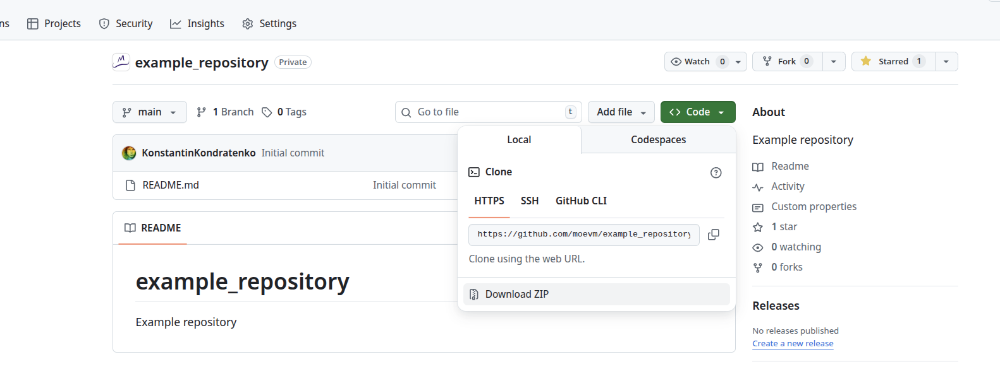 ns Projects Security Insights Settings
example_repository Private Watch 0 Fork 0 Starred 1
main 1 Branch 0 Tags Go to file t Add file <> Code
KonstantinKondratenko Initial commit
README.md Initial commit
README
example_repository
Example repository
Local Codespaces
Clone
HTTPS SSH GitHub CLI
https://github.com/moevm/example_repository
Clone using the web URL.
Download ZIP
About
Example repository
Readme
Activity
Custom properties
1 star
0 watching
0 forks
Releases
No releases published
Create a new release